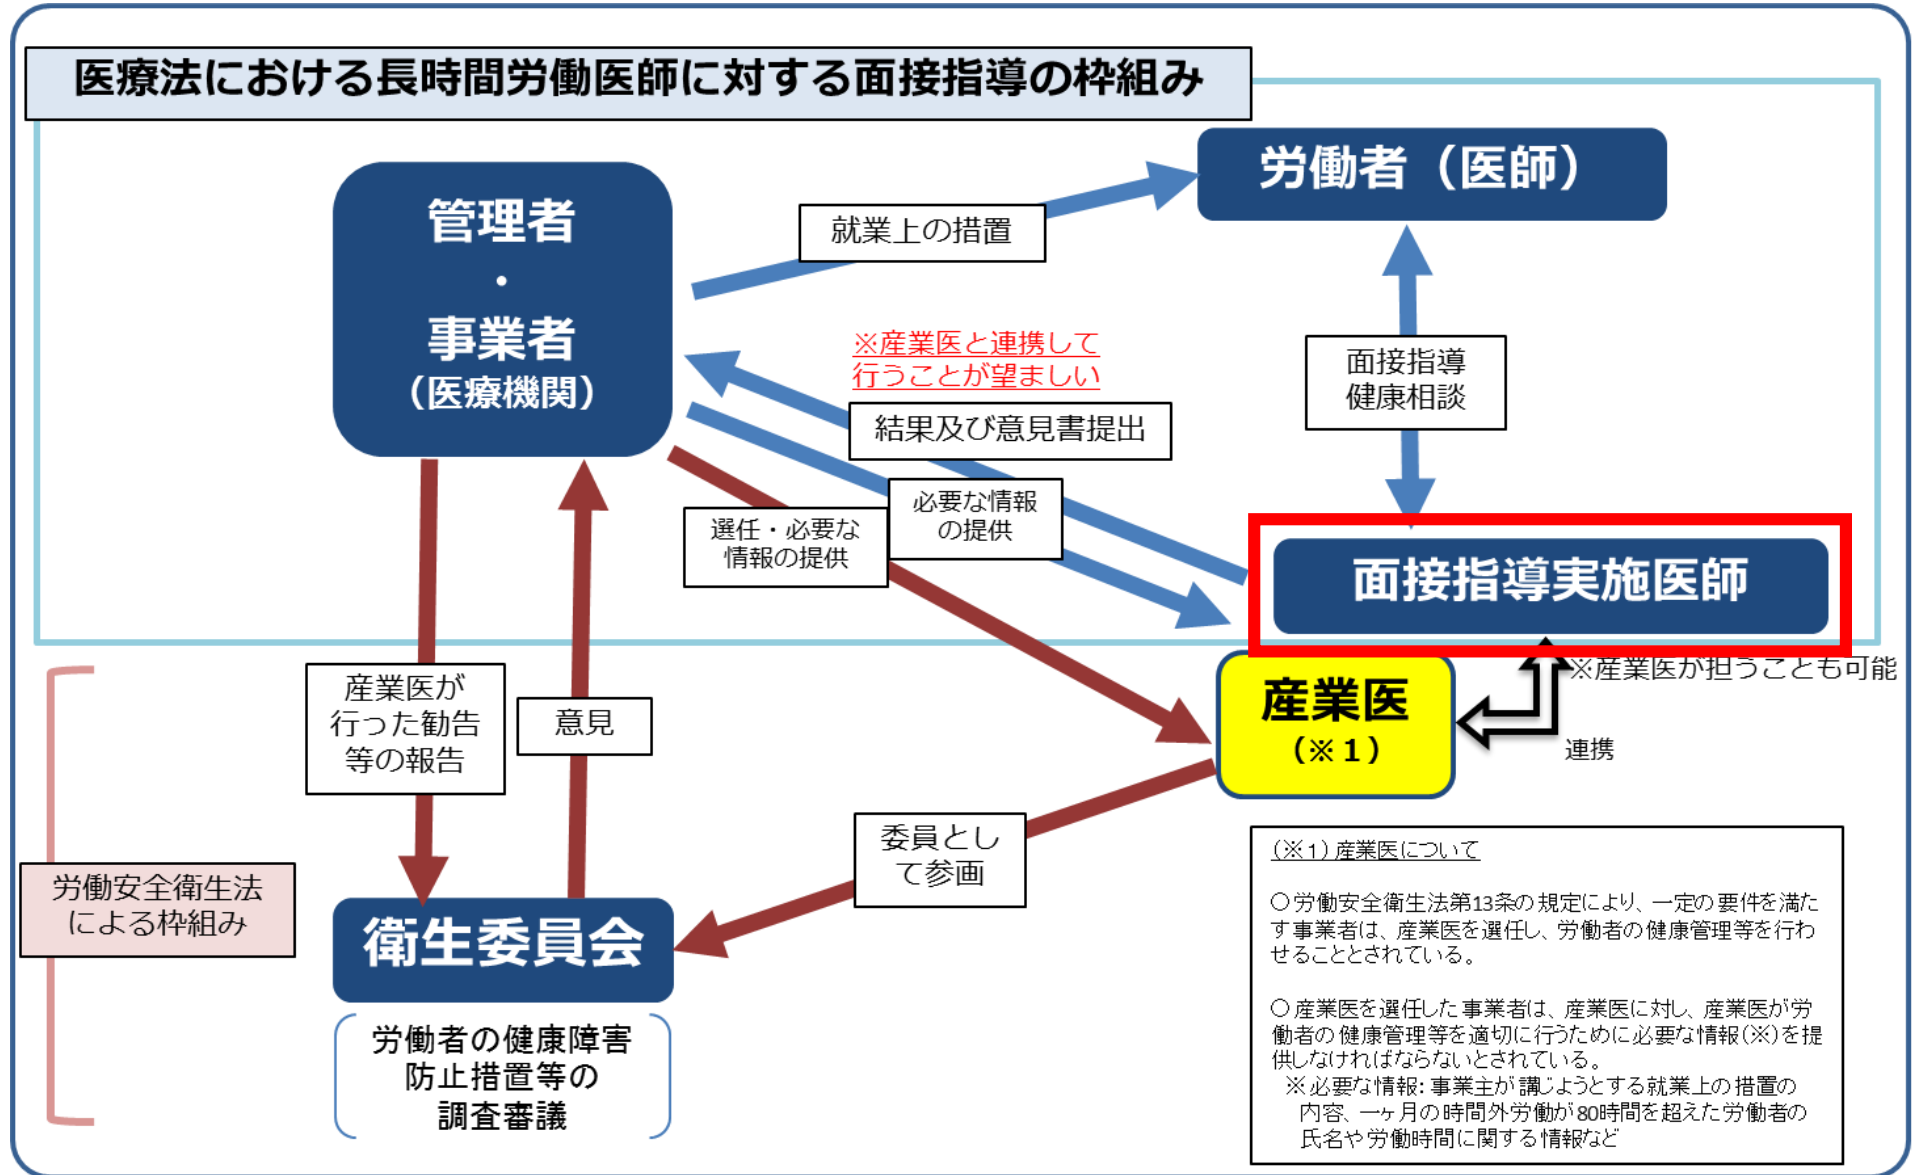 医療法における長時間労働医師に対する面接指導の枠組み
労働者（医師）
管理者
・
事業者
（医療機関）
就業上の措置
※産業医と連携して
行うことが望ましい
結果及び意見書提出
面接指導
健康相談
必要な情報
の提供
選任・必要な
情報の提供
面接指導実施医師
※産業医が担うことも可能
産業医
（※１）
連携
産業医が
行った勧告
等の報告
意見
委員とし
て参画
労働安全衛生法
による枠組み
衛生委員会
労働者の健康障害
防止措置等の
調査審議
（※1）産業医について
○労働安全衛生法第13条の規定により、一定の要件を満た
す事業者は、産業医を選任し、労働者の健康管理等を行わ
せることとされている。
○産業医を選任した事業者は、産業医に対し、産業医が労
働者の健康管理等を適切に行うために必要な情報（※）を提
供しなければならないとされている。
※必要な情報：事業主が講じようとする就業上の措置の
内容、一ヶ月の時間外労働が80時間を超えた労働者の
氏名や労働時間に関する情報など